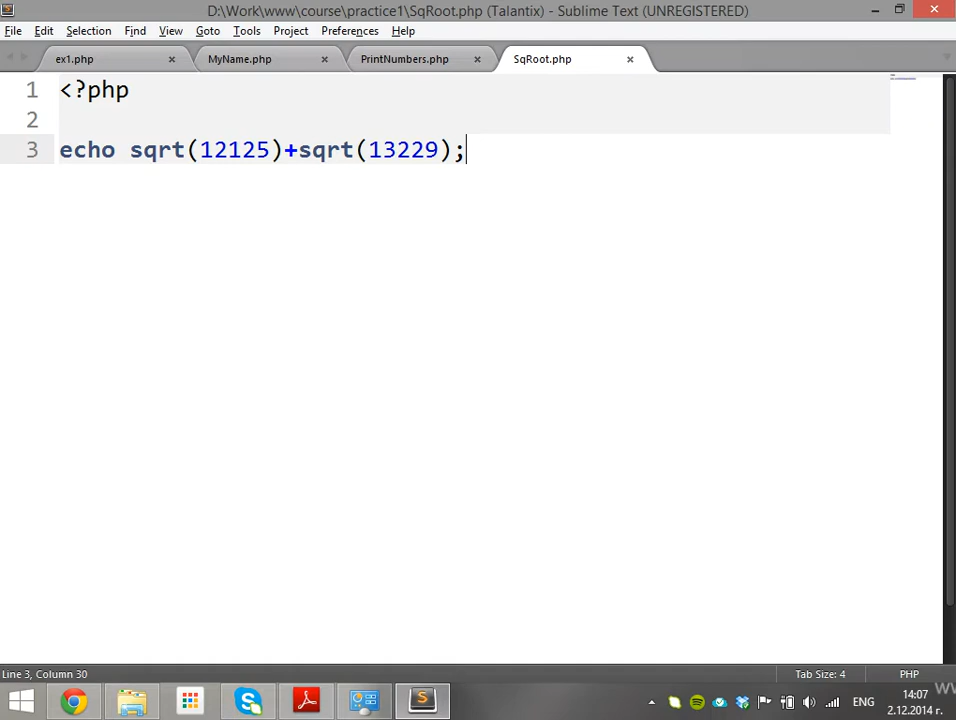 D:\Work\www\course\practice1\SqRoot.php (Talantix) - Sublime Text (UNREGISTERED)
File Edit Selection Find View Goto Tools Project Preferences Help
ex1.php MyName.php PrintNumbers.php SqRoot.php
1 <?php
2
3 echo sqrt(12125)+sqrt(13229);
Line 3, Column 30 Tab Size: 4 PHP
ЕНГ 14:07
2.12.2014 г.